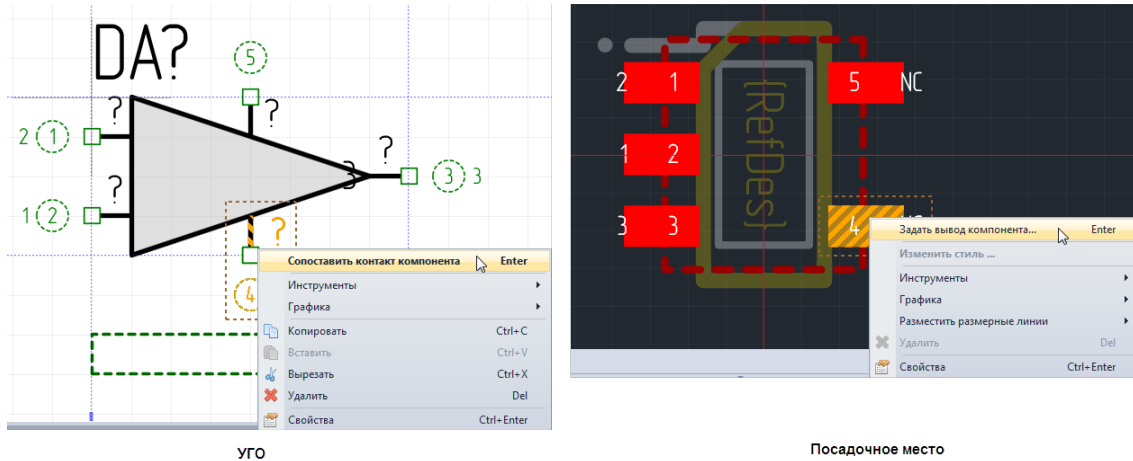 DA?
5
?
2 1
?
?
3
3 3
?
1 2
?
4
Сопоставить контакт компонента Enter
Инструменты
Графика
Копировать Ctrl+C
Вставить Ctrl+V
Вырезать Ctrl+X
Удалить Del
Свойства Ctrl+Enter
УГО
2 1
5 NC
1 2
3 3
4
{RefDes}
Задать вывод компонента... Enter
Изменить стиль ...
Инструменты
Графика
Разместить размерные линии
Удалить Del
Свойства Ctrl+Enter
Посадочное место